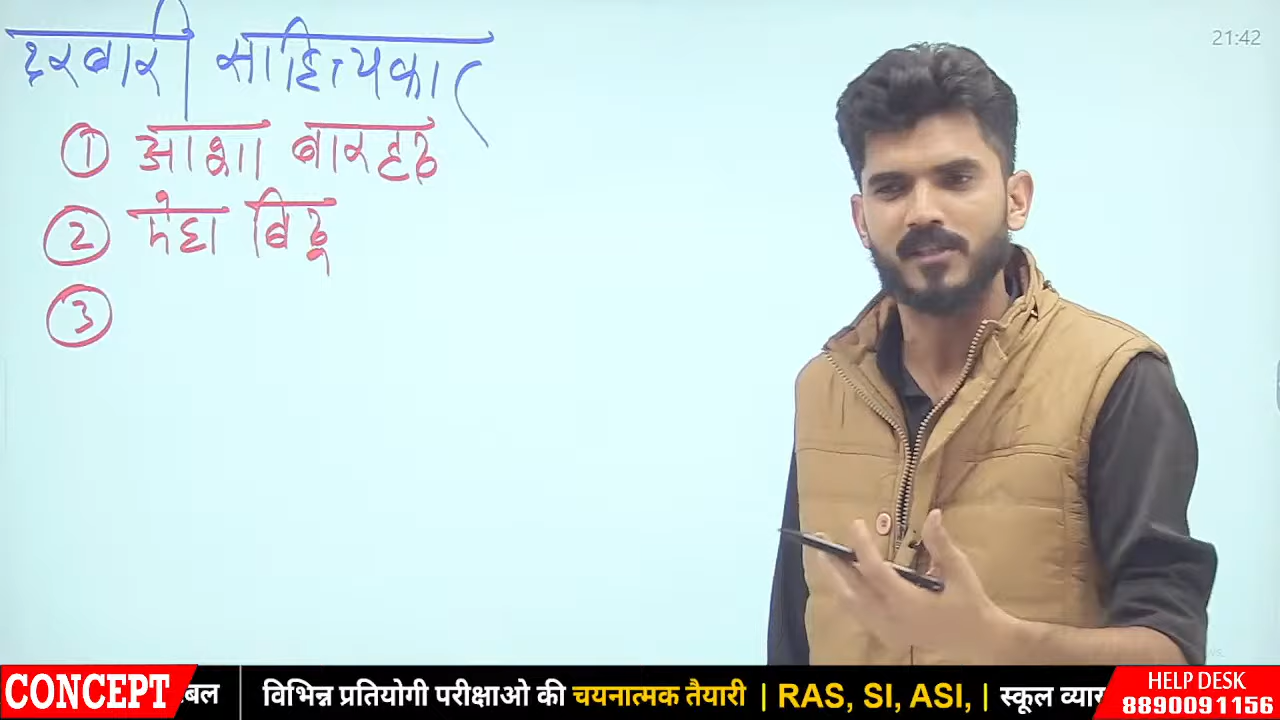 21:42
दरबारी साहित्यकार
① आशा बारहठ
② मेहा बिठू
③
CONCEPT बल | विभिन्न प्रतियोगी परीक्षाओ की चयनात्मक तैयारी | RAS, SI, ASI, | स्कूल व्या
HELP DESK
8890091156